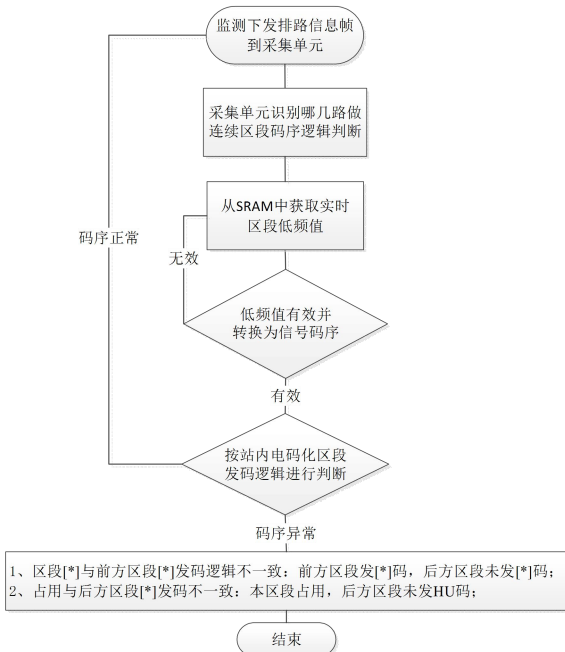 监测下发排路信息帧
到采集单元
采集单元识别哪几路做
连续区段码序逻辑判断
从SRAM中获取实时
区段低频值
码序正常
无效
低频值有效并
转换为信号码序
有效
按站内电码化区段
发码逻辑进行判断
码序异常
1、区段[*]与前方区段[*]发码逻辑不一致：前方区段发[*]码，后方区段未发[*]码；
2、占用与后方区段[*]发码不一致：本区段占用，后方区段未发HU码；
结束